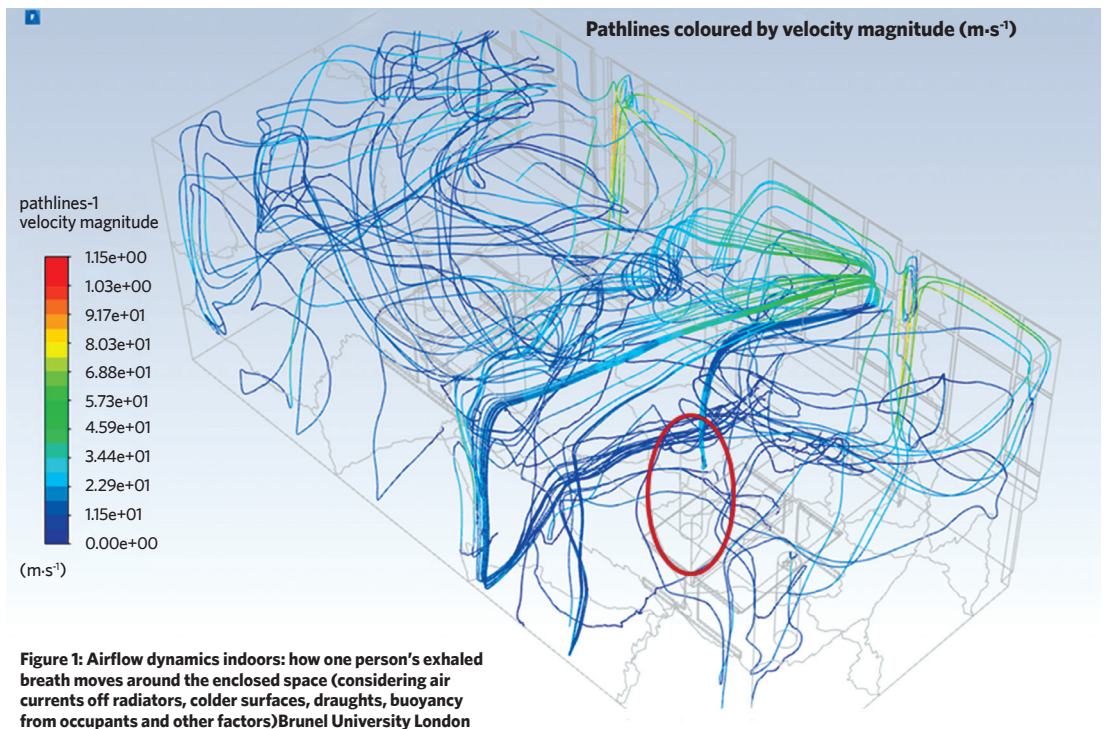 Pathlines coloured by velocity magnitude (m·s⁻¹)
pathlines-1
velocity magnitude
1.15e+00
1.03e+00
9.17e+01
8.03e+01
6.88e+01
5.73e+01
4.59e+01
3.44e+01
2.29e+01
1.15e+01
0.00e+00
(m·s⁻¹)
Figure 1: Airflow dynamics indoors: how one person's exhaled
breath moves around the enclosed space (considering air
currents off radiators, colder surfaces, draughts, buoyancy
from occupants and other factors)Brunel University London